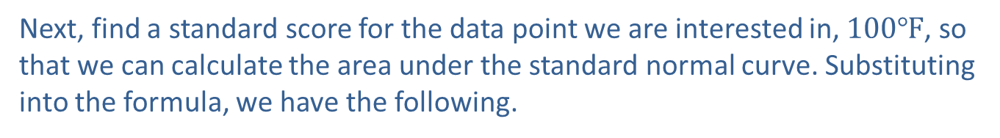 Next, find a standard score for the data point we are interested in, 100°F, so
that we can calculate the area under the standard normal curve. Substituting
into the formula, we have the following.